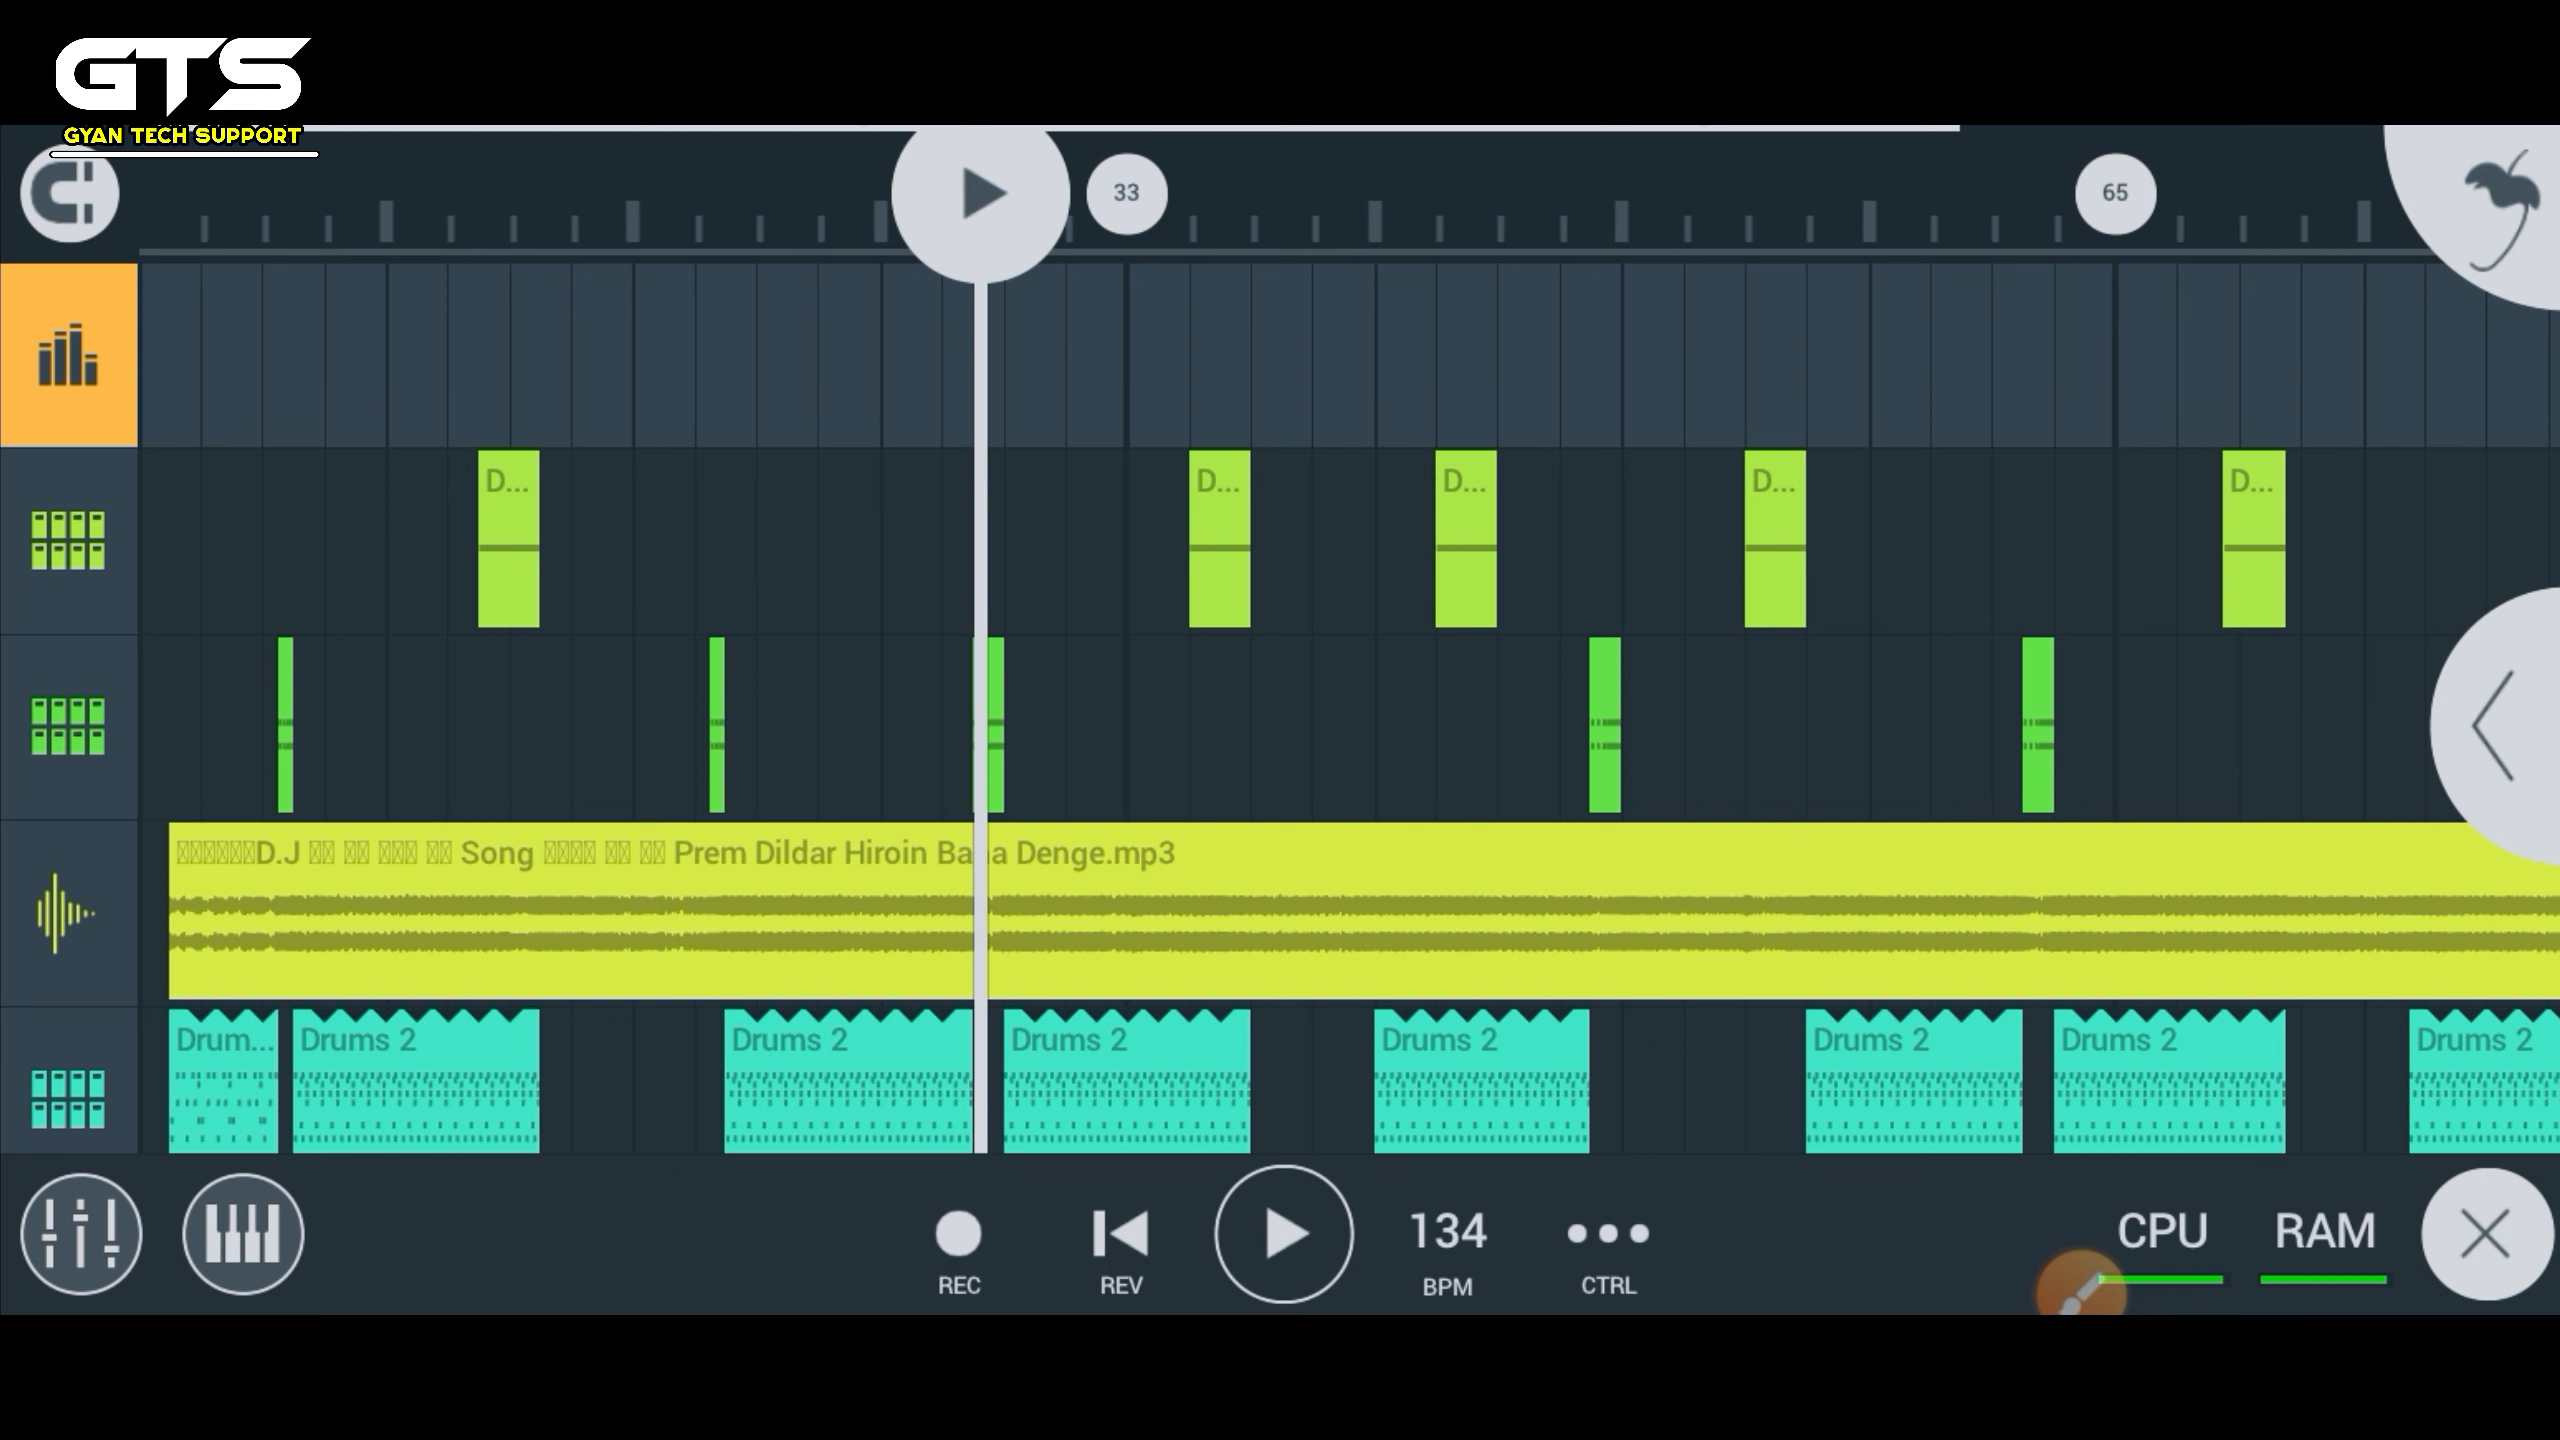 GTS
GYAN TECH SUPPORT
33
65
D...
D...
D...
D...
D...
D.J Song Prem Dildar Hiroin Ba a Denge.mp3
Drum...
Drums 2
Drums 2
Drums 2
Drums 2
Drums 2
Drums 2
Drums 2
134
CPU
RAM
REC
REV
BPM
CTRL